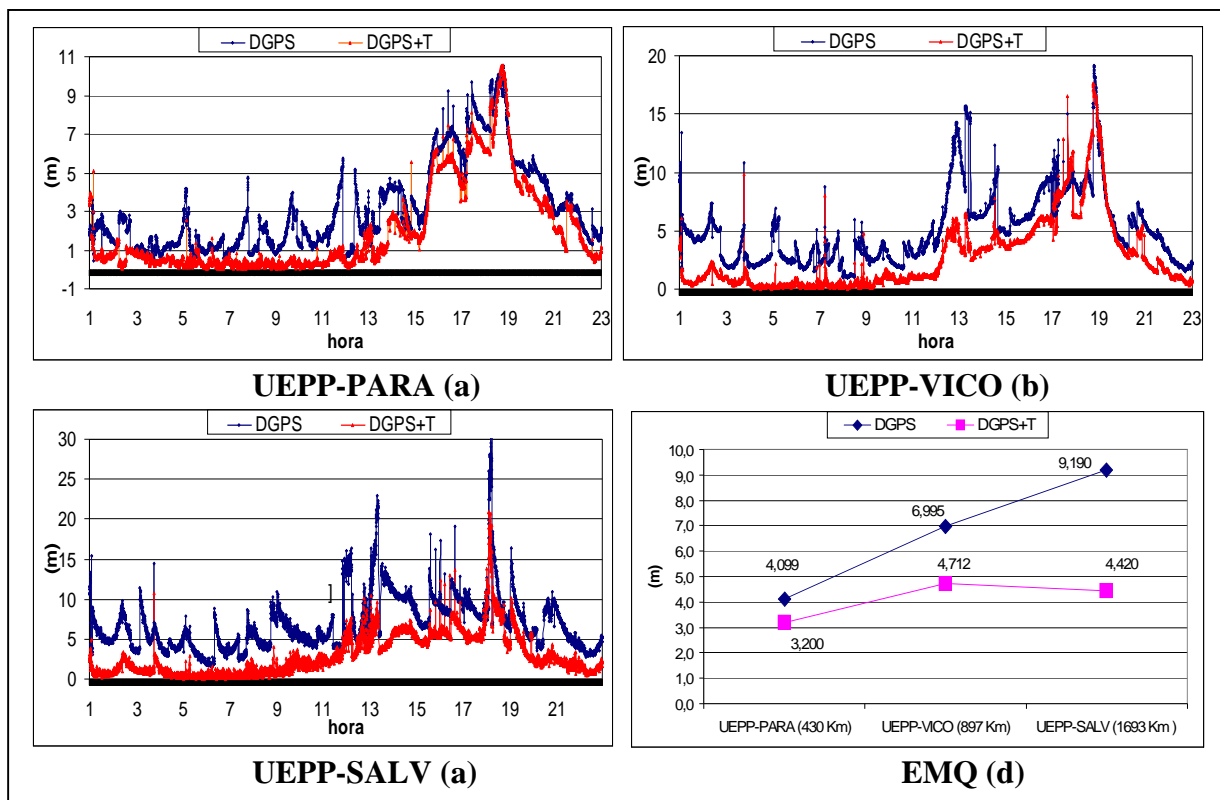 DGPS DGPS+T
11
9
7
5
3
1
-1
(m)
1 3 5 7 9 11 13 15 17 19 21 23
hora
UEPP-PARA (a)
DGPS DGPS+T
20
15
10
5
0
(m)
1 3 5 7 9 11 13 15 17 19 21 23
hora
UEPP-VICO (b)
DGPS DGPS+T
30
25
20
15
10
5
0
(m)
]
1 3 5 7 9 11 13 15 17 19 21
hora
UEPP-SALV (a)
DGPS DGPS+T
10,0
9,0
8,0
7,0
6,0
5,0
4,0
3,0
2,0
1,0
0,0
(m)
9,190
6,995
4,099
4,712
4,420
3,200
UEPP-PARA (430 Km) UEPP-VICO (897 Km) UEPP-SALV (1693 Km )
EMQ (d)